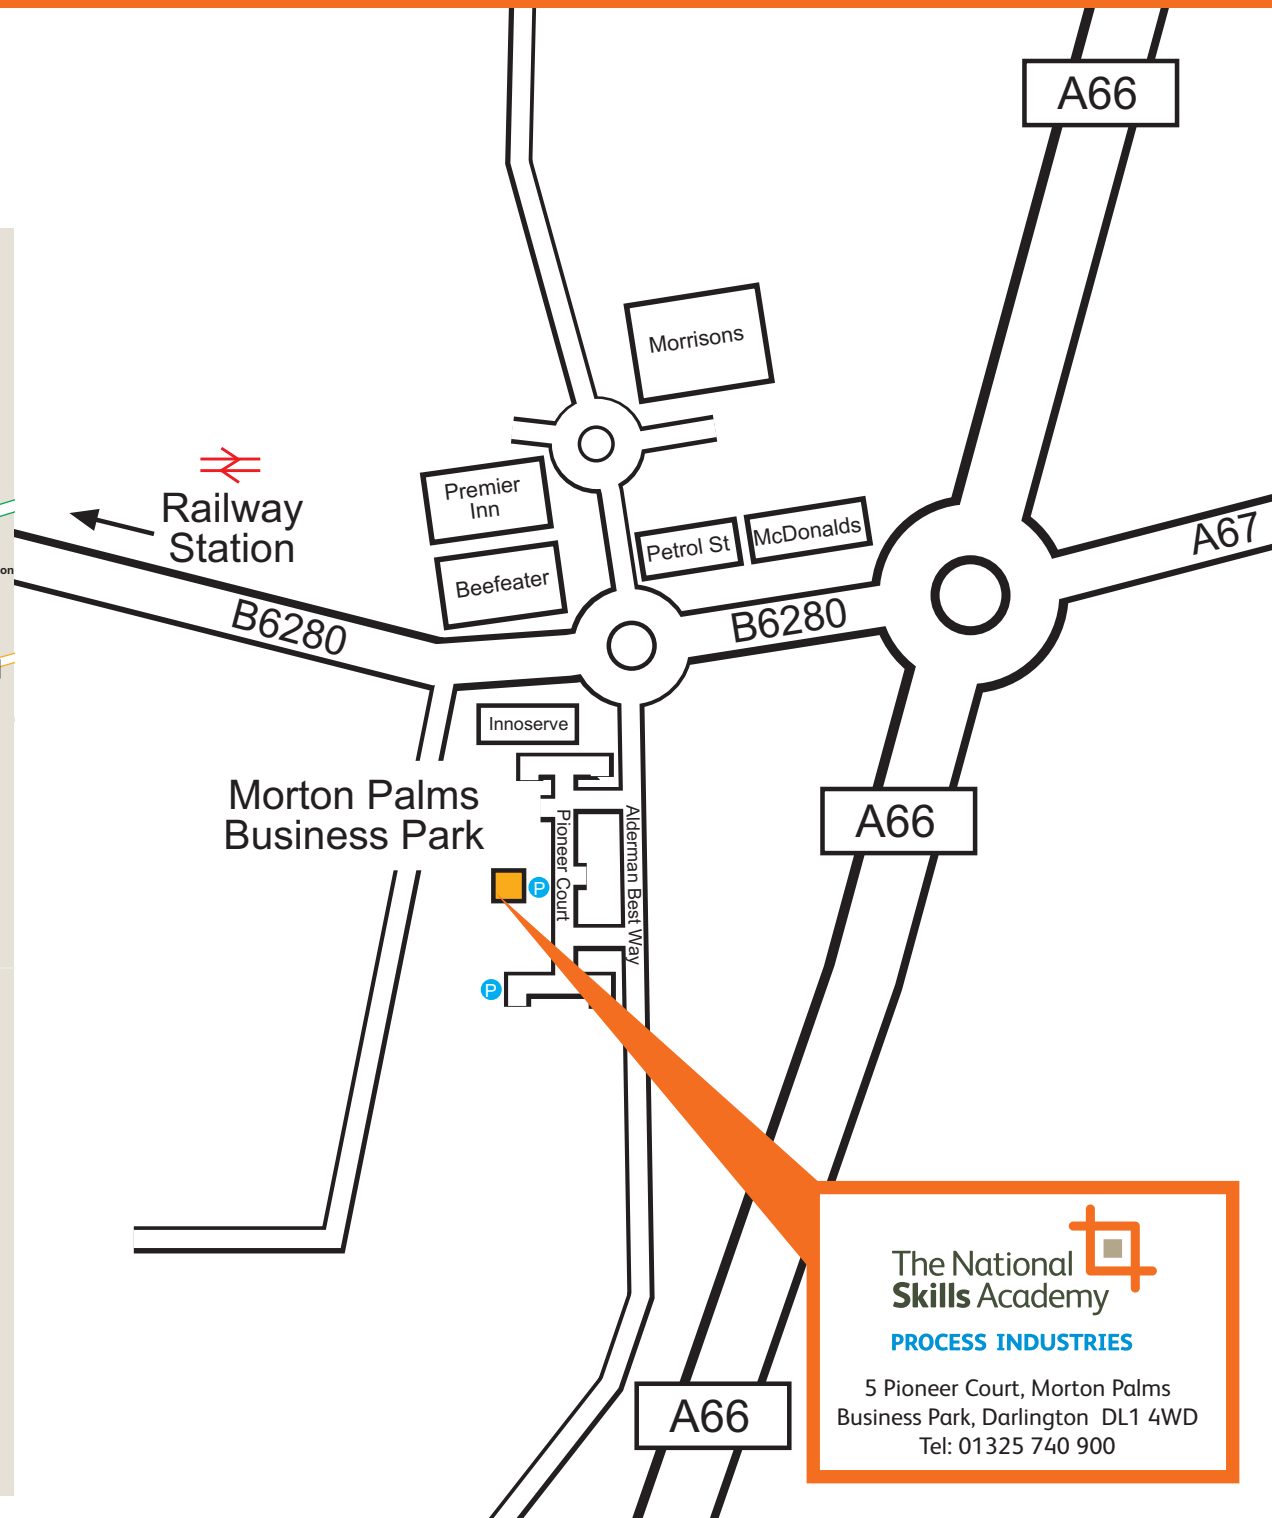 A66
Morrisons
Railway
Station
Premier
Inn
Petrol St
McDonalds
A67
on
Beefeater
B6280
B6280
Innoserve
Morton Palms
Business Park
A66
Pioneer Court
Alderman Best Way
P
P
The National
Skills Academy
PROCESS INDUSTRIES
5 Pioneer Court, Morton Palms
Business Park, Darlington DL1 4WD
Tel: 01325 740 900
A66